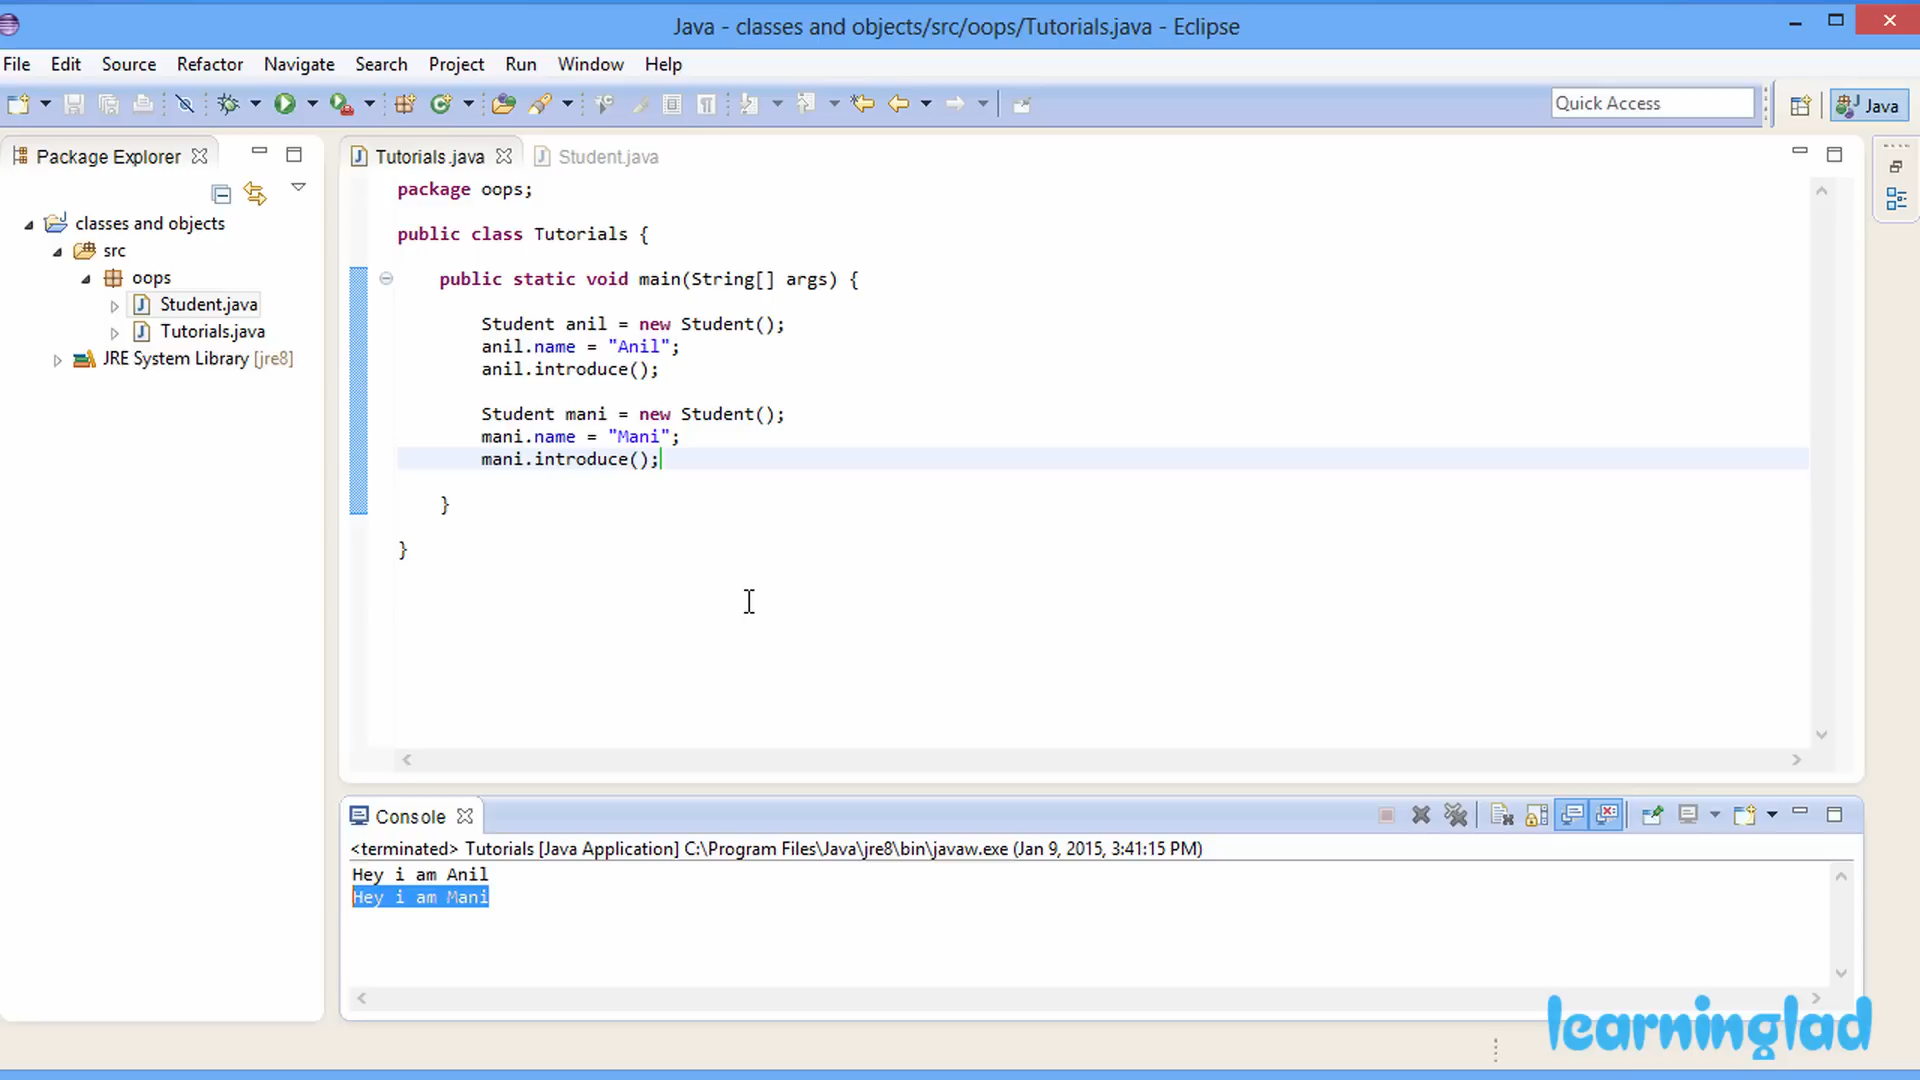 Java - classes and objects/src/oops/Tutorials.java - Eclipse
File Edit Source Refactor Navigate Search Project Run Window Help
Quick Access
Java
Package Explorer
classes and objects
src
oops
Student.java
Tutorials.java
JRE System Library [jre8]
Tutorials.java Student.java
package oops;
public class Tutorials {
public static void main(String[] args) {
Student anil = new Student();
anil.name = "Anil";
anil.introduce();
Student mani = new Student();
mani.name = "Mani";
mani.introduce();
}
}
Console
<terminated> Tutorials [Java Application] C:\Program Files\Java\jre8\bin\javaw.exe (Jan 9, 2015, 3:41:15 PM)
Hey i am Anil
Hey i am Mani
learninglad